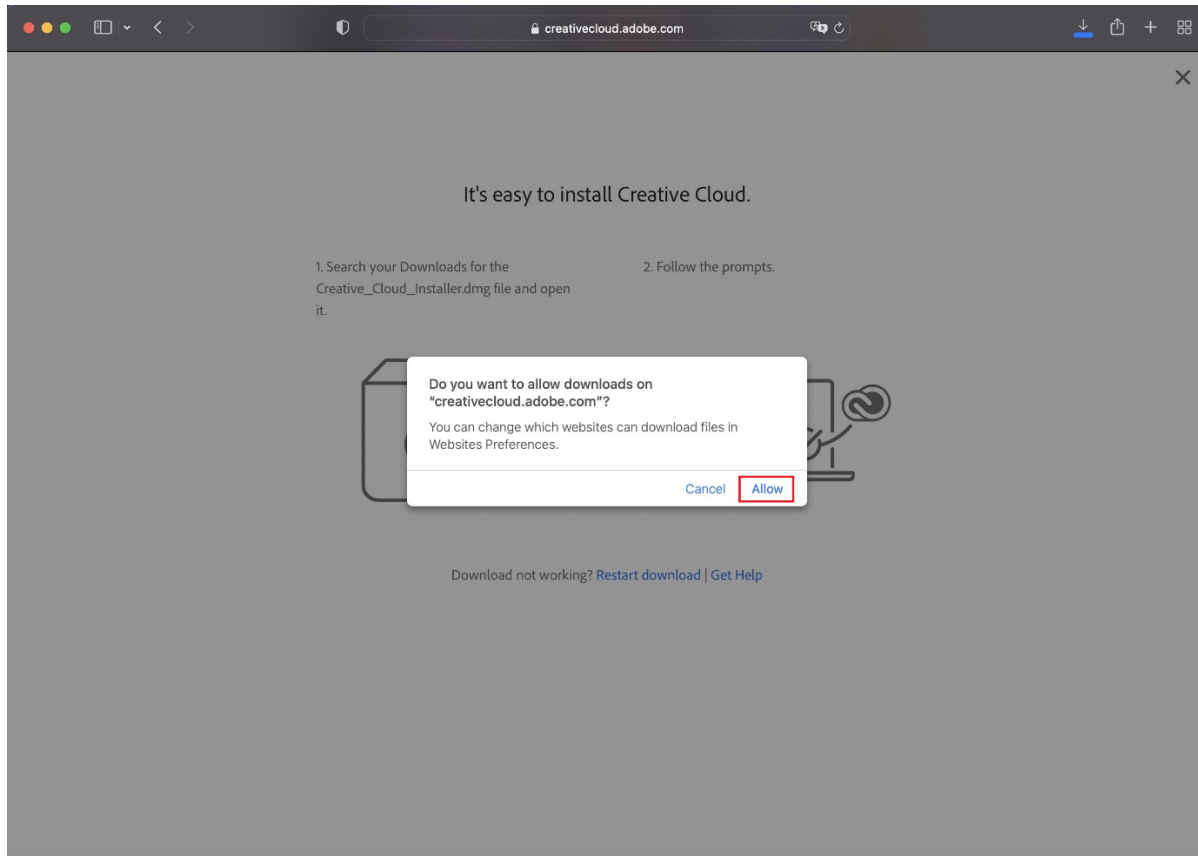 creativecloud.adobe.com
It's easy to install Creative Cloud.
1. Search your Downloads for the
Creative_Cloud_Installer.dmg file and open
it.
2. Follow the prompts.
Do you want to allow downloads on
“creativecloud.adobe.com”?
You can change which websites can download files in
Websites Preferences.
Cancel Allow
Download not working? Restart download | Get Help